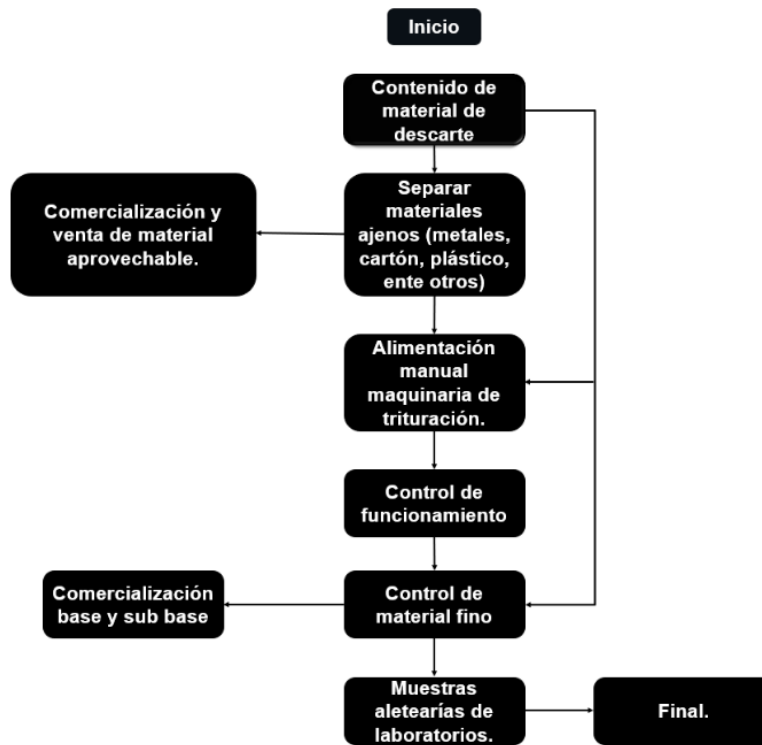 Inicio
Contenido de
material de
descarte
Separar
materiales
ajenos (metales,
cartón, plástico,
ente otros)
Comercialización y
venta de material
aprovechable.
Alimentación
manual
maquinaria de
trituración.
Control de
funcionamiento
Control de
material fino
Comercialización
base y sub base
Muestras
aletearías de
laboratorios.
Final.